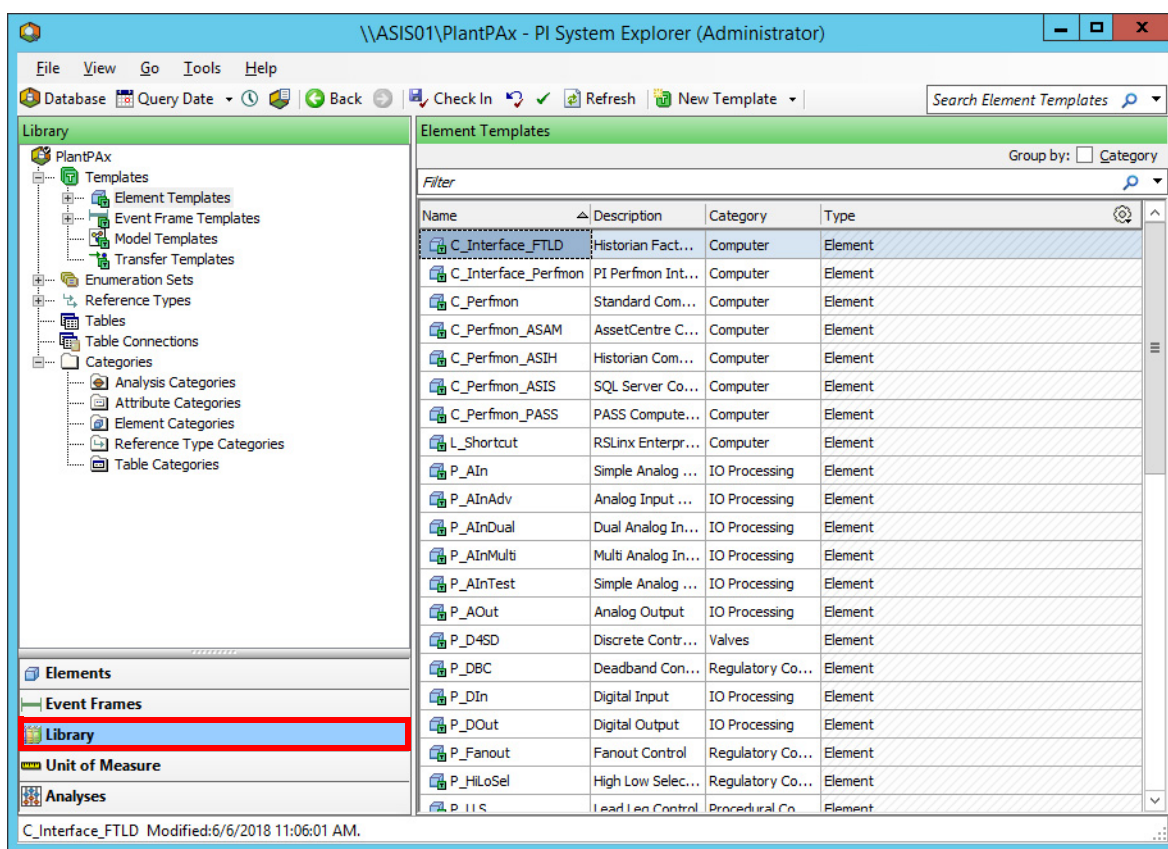 \\ASIS01\PlantPAx - PI System Explorer (Administrator)
File View Go Tools Help
Database Query Date Back Check In Refresh New Template Search Element Templates
Library
PlantPAx
Templates
Element Templates
Event Frame Templates
Model Templates
Transfer Templates
Enumeration Sets
Reference Types
Tables
Table Connections
Categories
Analysis Categories
Attribute Categories
Element Categories
Reference Type Categories
Table Categories
Elements
Event Frames
Library
Unit of Measure
Analyses
Element Templates
Group by: Category
Filter
Name Description Category Type
C_Interface_FTLD Historian Fact... Computer Element
C_Interface_Perfmon PI Perfmon Int... Computer Element
C_Perfmon Standard Com... Computer Element
C_Perfmon_ASAM AssetCentre C... Computer Element
C_Perfmon_ASIH Historian Com... Computer Element
C_Perfmon_ASIS SQL Server Co... Computer Element
C_Perfmon_PASS PASS Compute... Computer Element
L_Shortcut RSLinx Enterpr... Computer Element
P_AIn Simple Analog ... IO Processing Element
P_AInAdv Analog Input ... IO Processing Element
P_AInDual Dual Analog In... IO Processing Element
P_AInMulti Multi Analog In... IO Processing Element
P_AInTest Simple Analog ... IO Processing Element
P_AOut Analog Output IO Processing Element
P_D4SD Discrete Contr... Valves Element
P_DBC Deadband Con... Regulatory Co... Element
P_DIn Digital Input IO Processing Element
P_DOut Digital Output IO Processing Element
P_Fanout Fanout Control Regulatory Co... Element
P_HiLoSel High Low Selec... Regulatory Co... Element
Lead Lag Control Procedural Co... Element
C_Interface_FTLD Modified:6/6/2018 11:06:01 AM.